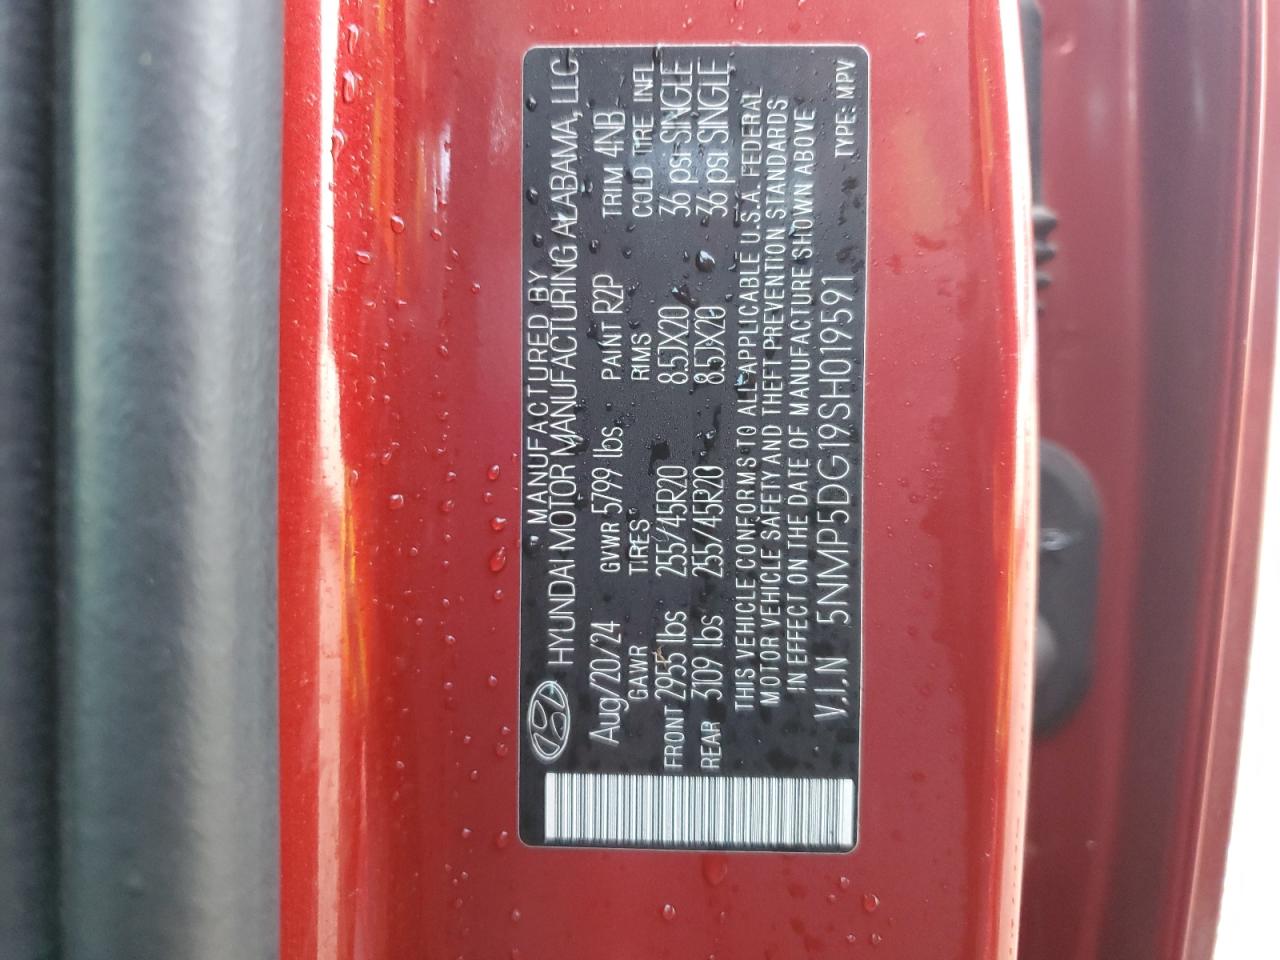 MANUFACTURED BY
HYUNDAI MOTOR MANUFACTURING ALABAMA, LLC
Aug/20/24 GVWR 5799 lbs PAINT R2P TRIM 4NB
GAWR TIRES RIMS COLD TIRE INFL
FRONT 2955 lbs 255/45R20 8.5JX20 36 psi SINGLE
REAR 3109 lbs 255/45R20 8.5JX20 36 psi SINGLE
THIS VEHICLE CONFORMS TO ALL APPLICABLE U.S.A. FEDERAL
MOTOR VEHICLE SAFETY AND THEFT PREVENTION STANDARDS
IN EFFECT ON THE DATE OF MANUFACTURE SHOWN ABOVE
V.I.N 5NMP5DG19SH019591 TYPE: MPV